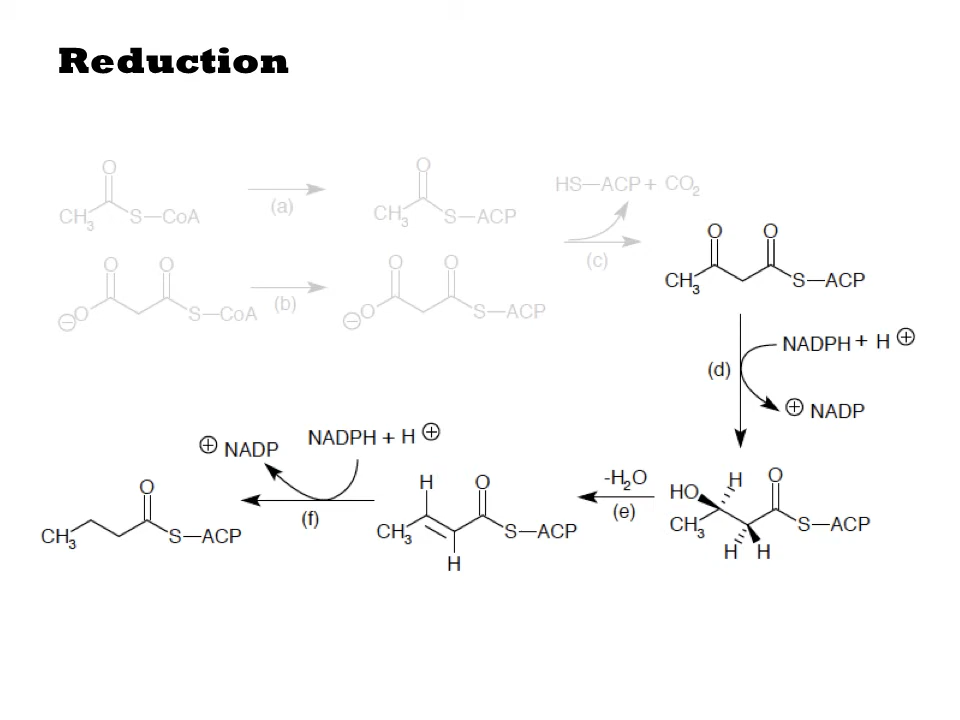 Reduction
O
CH3 S—CoA
(a)
O
CH3 S—ACP
HS—ACP + CO2
(c)
O O
⊖O S—CoA
(b)
O O
⊖O S—ACP
O O
CH3 S—ACP
(d)
NADPH + H ⊕
⊕ NADP
HO H O
CH3 S—ACP
H H
-H2O
(e)
H O
CH3 S—ACP
H
NADPH + H ⊕
⊕ NADP
(f)
O
CH3 S—ACP